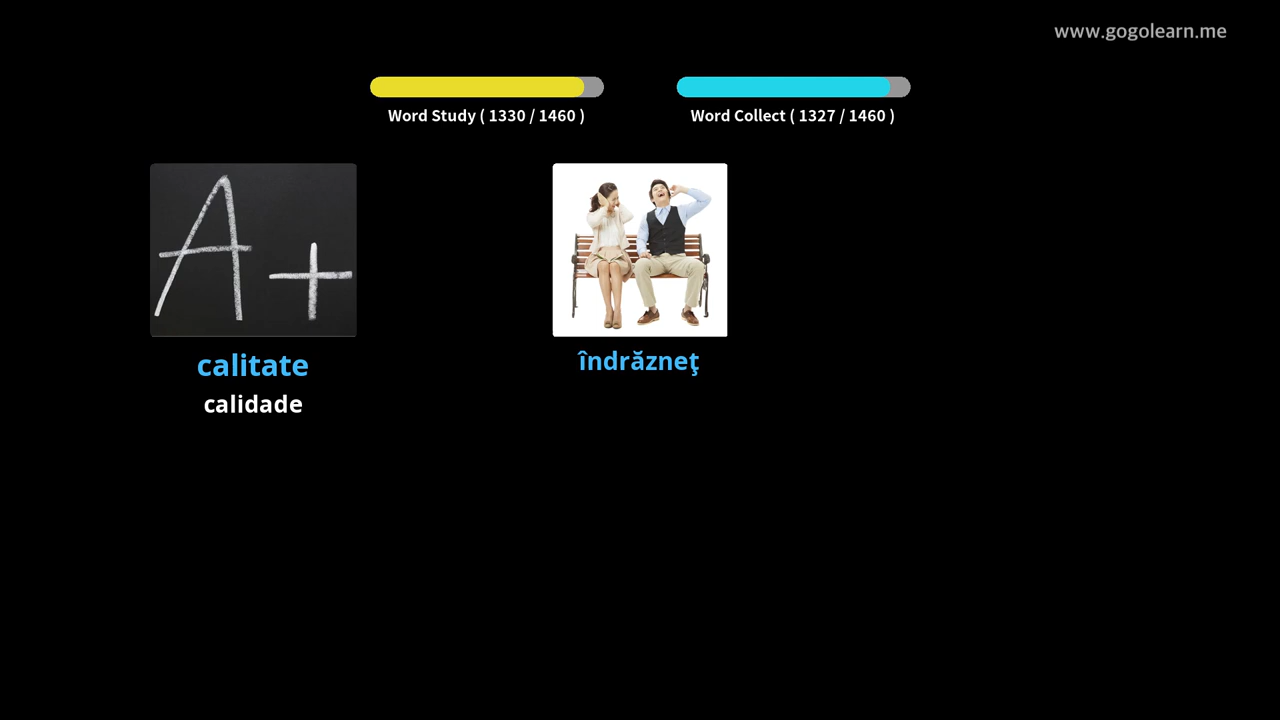 www.gogolearn.me
Word Study ( 1330 / 1460 )
Word Collect ( 1327 / 1460 )
A+
calitate
calidade
îndrăzneţ